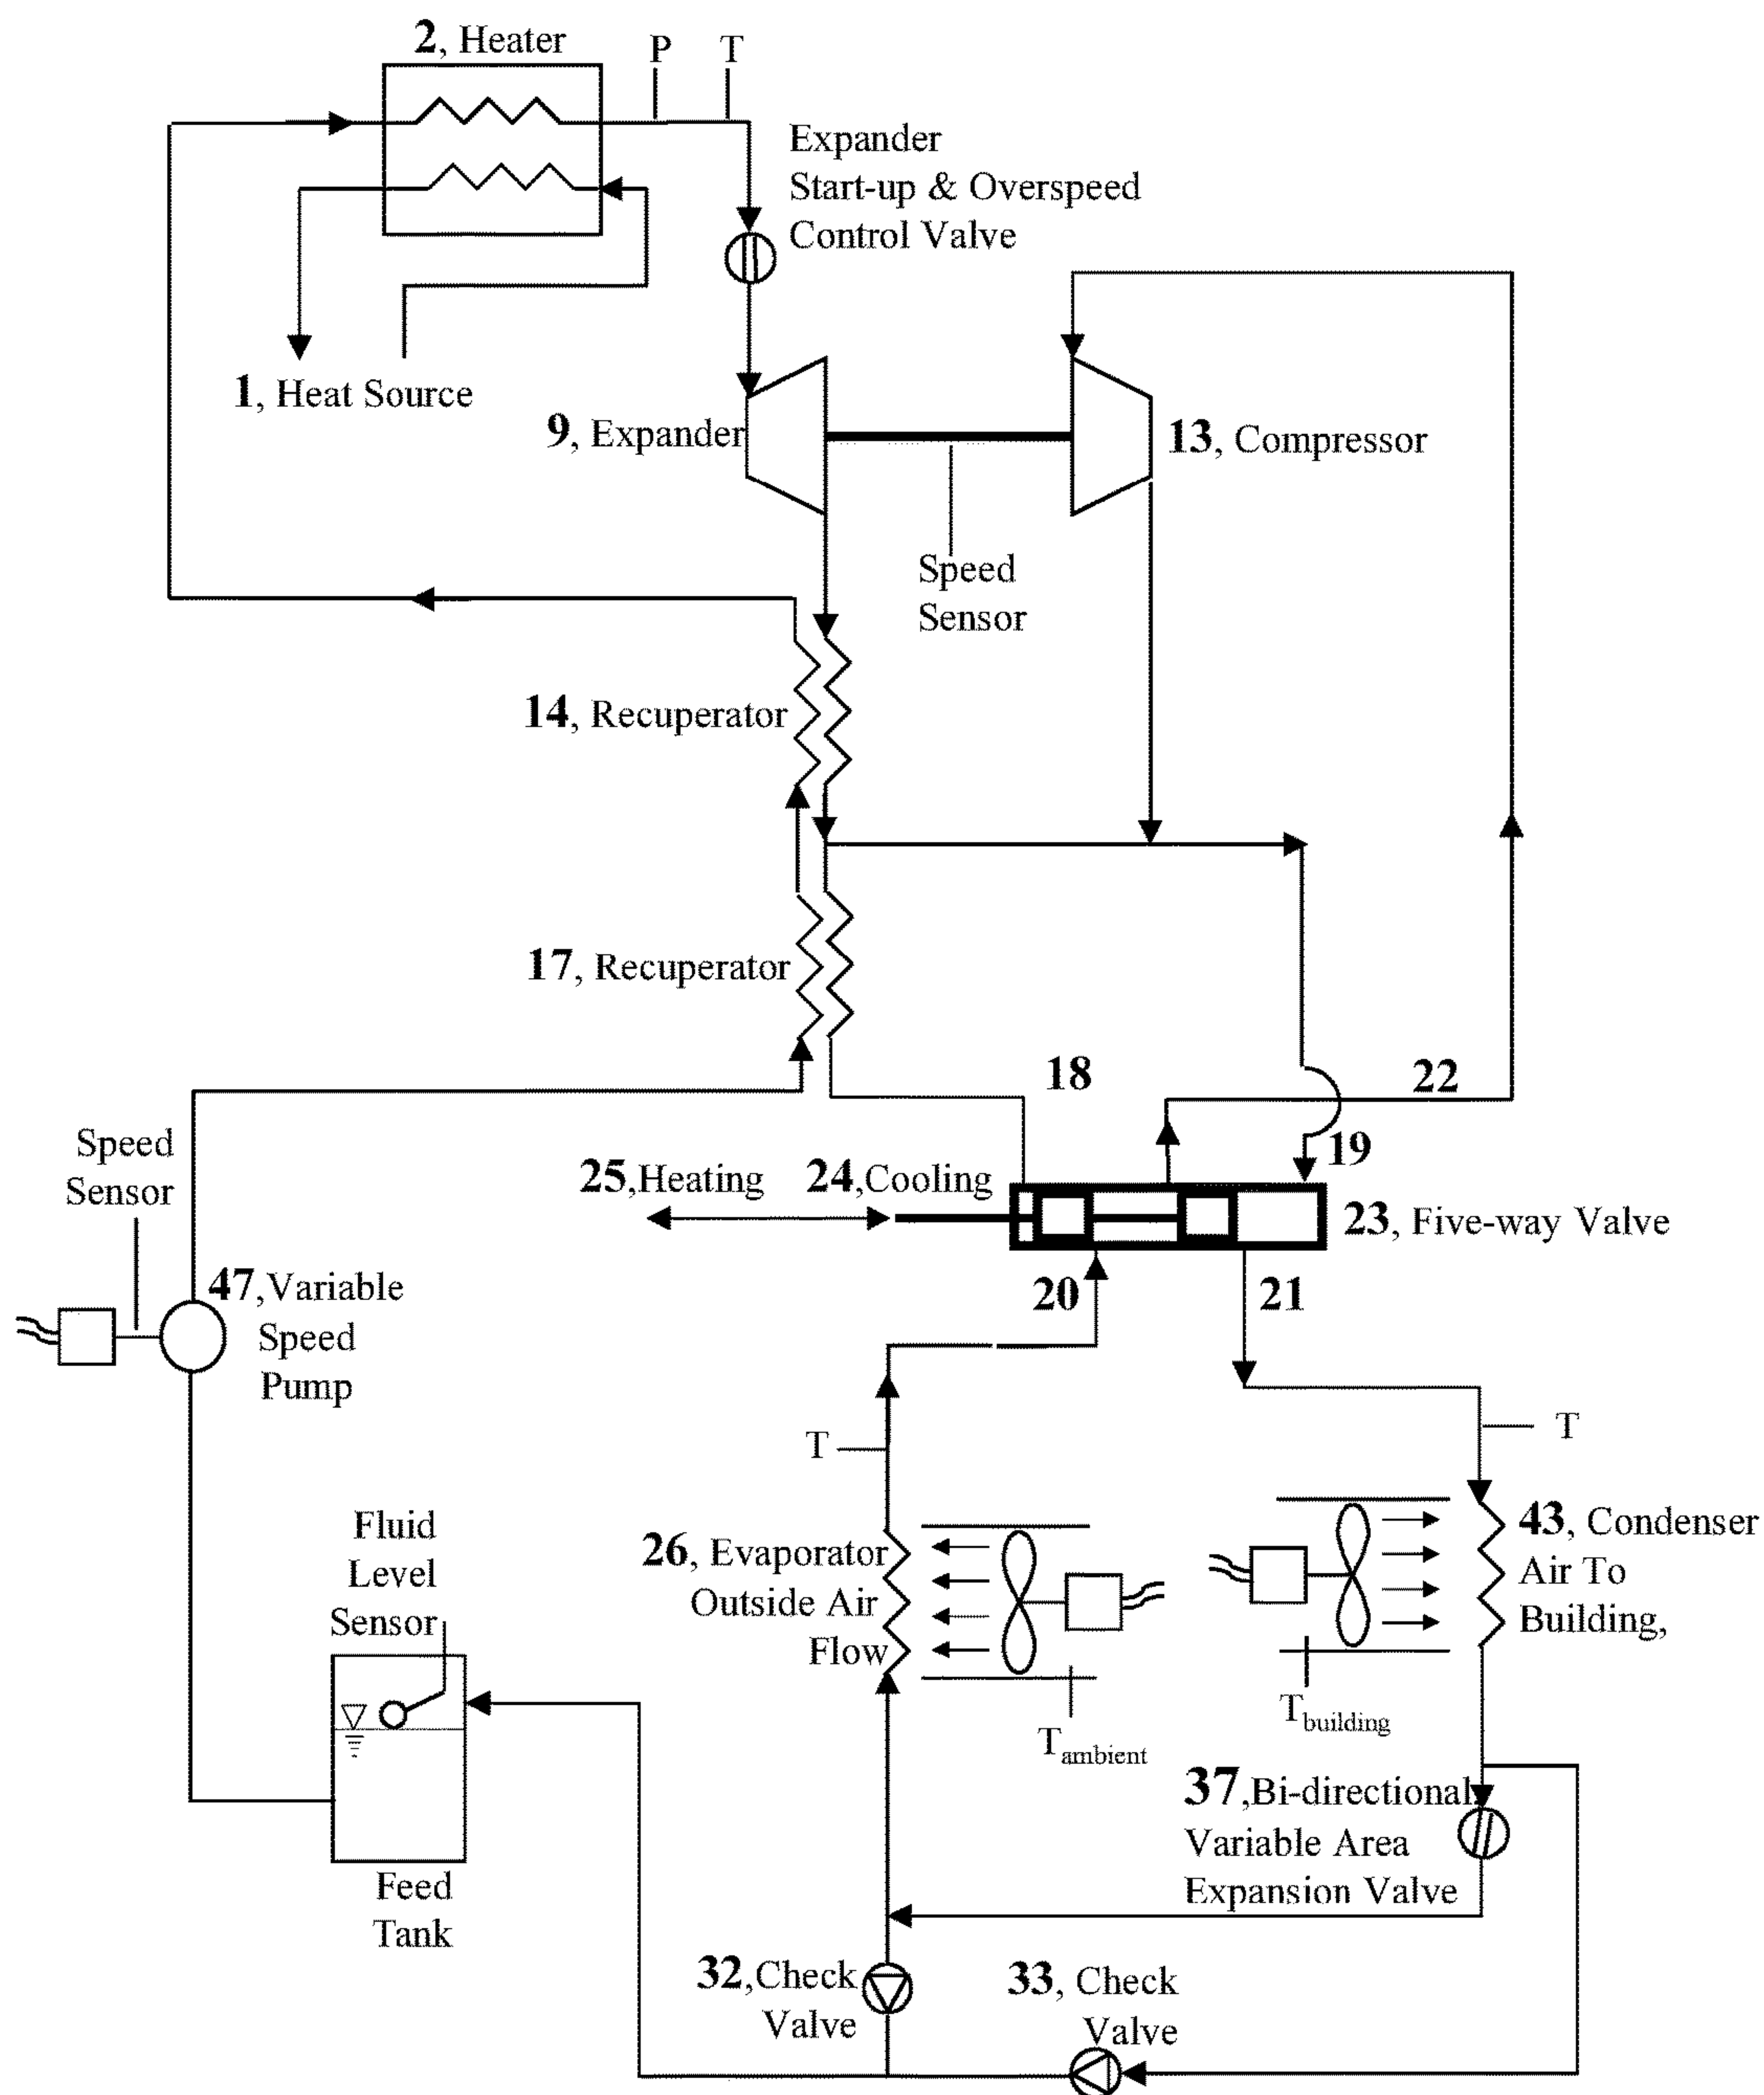 2, Heater
P
T
Expander
Start-up & Overspeed
Control Valve
1, Heat Source
9, Expander
13, Compressor
Speed
Sensor
14, Recuperator
17, Recuperator
18
22
19
Speed
Sensor
25,Heating
24,Cooling
23, Five-way Valve
20
21
47,Variable
Speed
Pump
T
T
Fluid
Level
Sensor
26, Evaporator
Outside Air
Flow
43, Condenser
Air To
Building,
Tambient
Tbuilding
37,Bi-directional
Variable Area
Expansion Valve
Feed
Tank
32,Check
Valve
33, Check
Valve